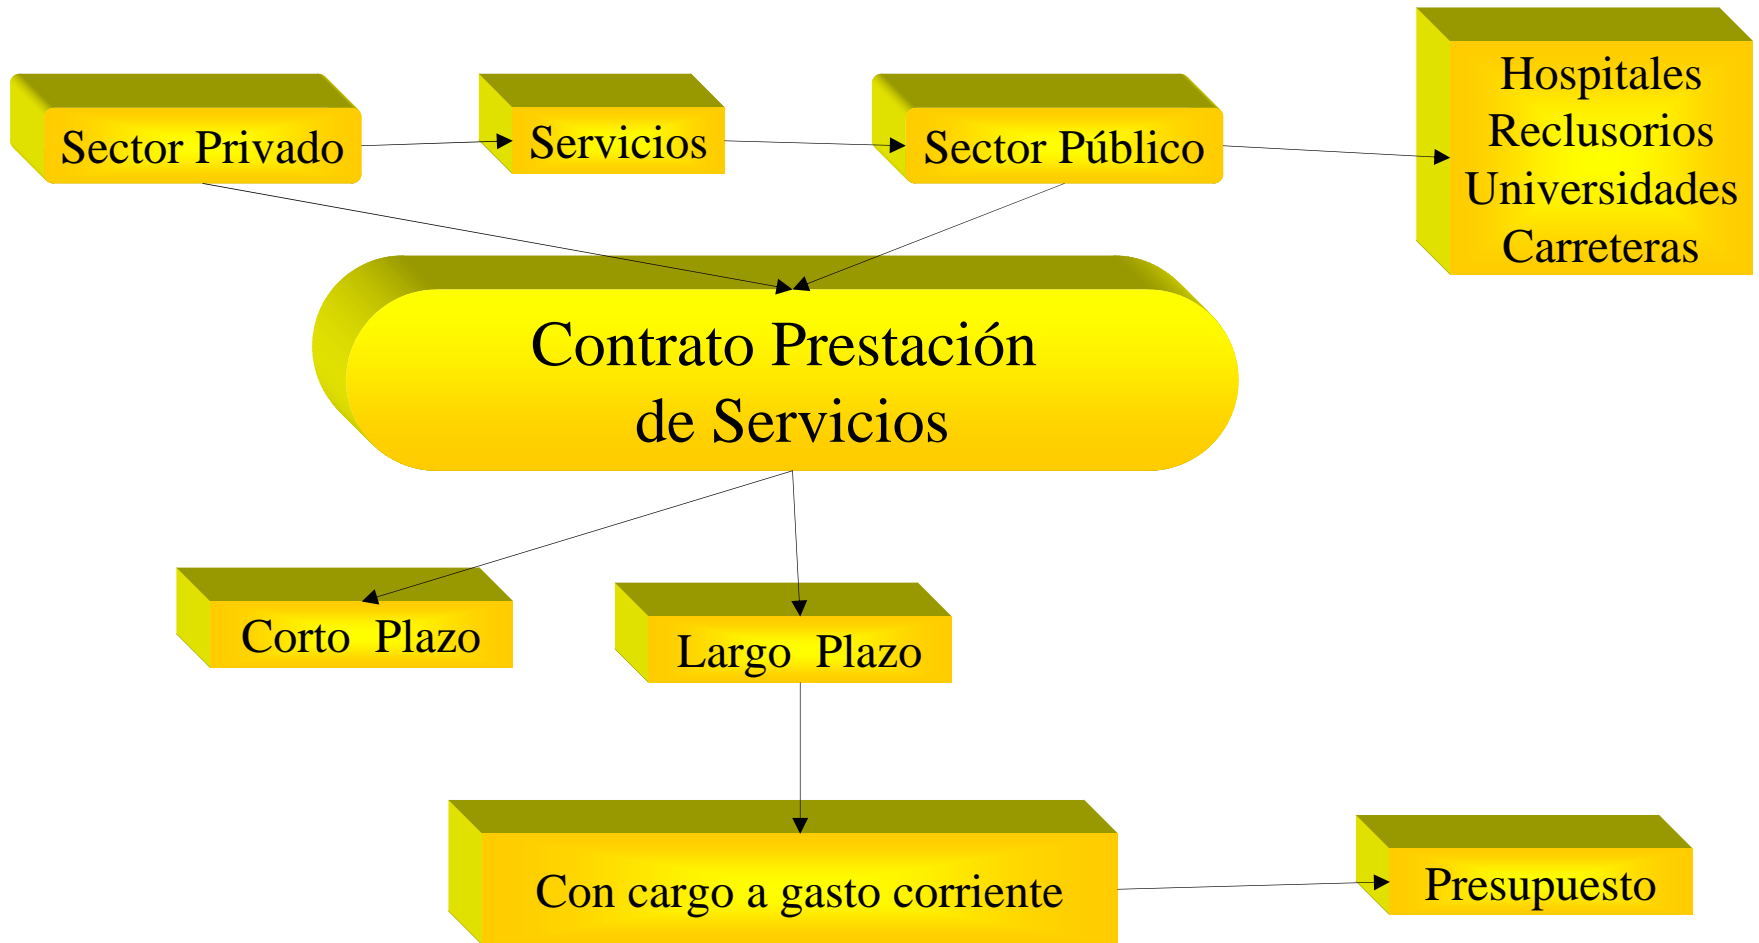 Sector Privado
Servicios
Sector Público
Hospitales
Reclusorios
Universidades
Carreteras
Contrato Prestación
de Servicios
Corto Plazo
Largo Plazo
Con cargo a gasto corriente
Presupuesto